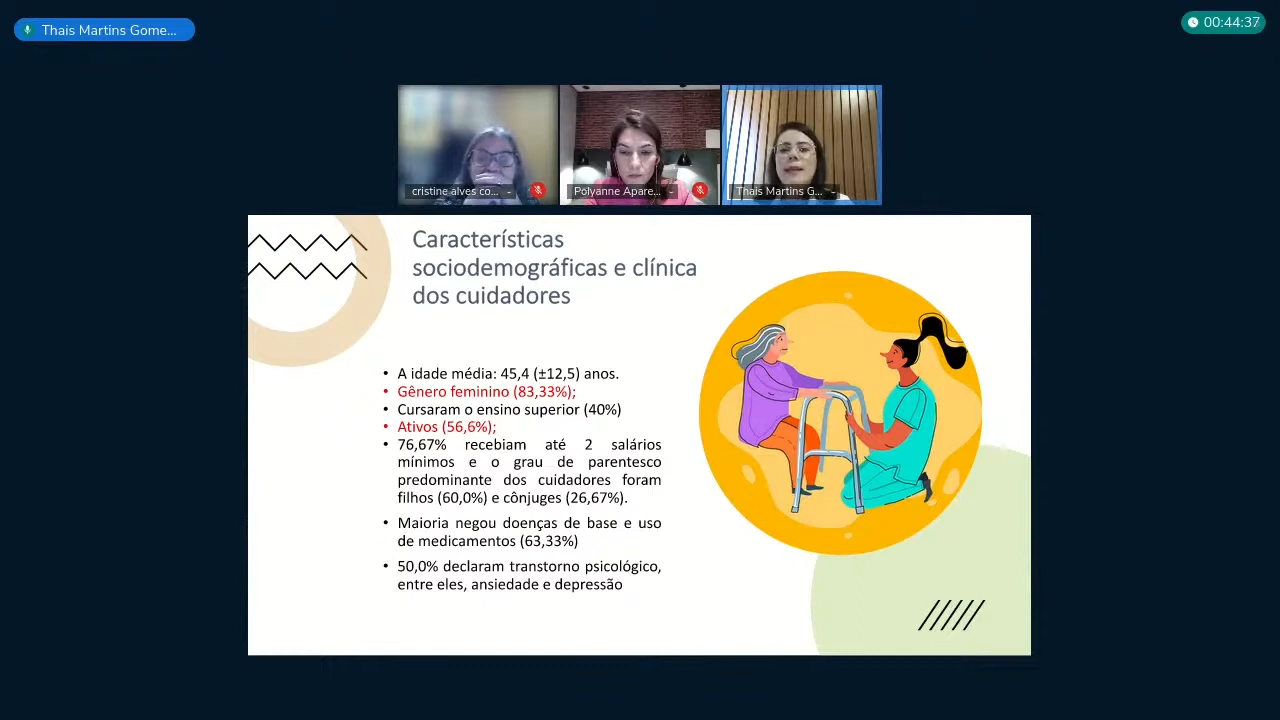 Thais Martins Gome...
00:44:37
cristine alves co...
Polyanne Apare...
Thais Martins G...
Características
sociodemográficas e clínica
dos cuidadores
• A idade média: 45,4 (±12,5) anos.
• Gênero feminino (83,33%);
• Cursaram o ensino superior (40%)
• Ativos (56,6%);
• 76,67% recebiam até 2 salários
mínimos e o grau de parentesco
predominante dos cuidadores foram
filhos (60,0%) e cônjuges (26,67%).
• Maioria negou doenças de base e uso
de medicamentos (63,33%)
• 50,0% declaram transtorno psicológico,
entre eles, ansiedade e depressão